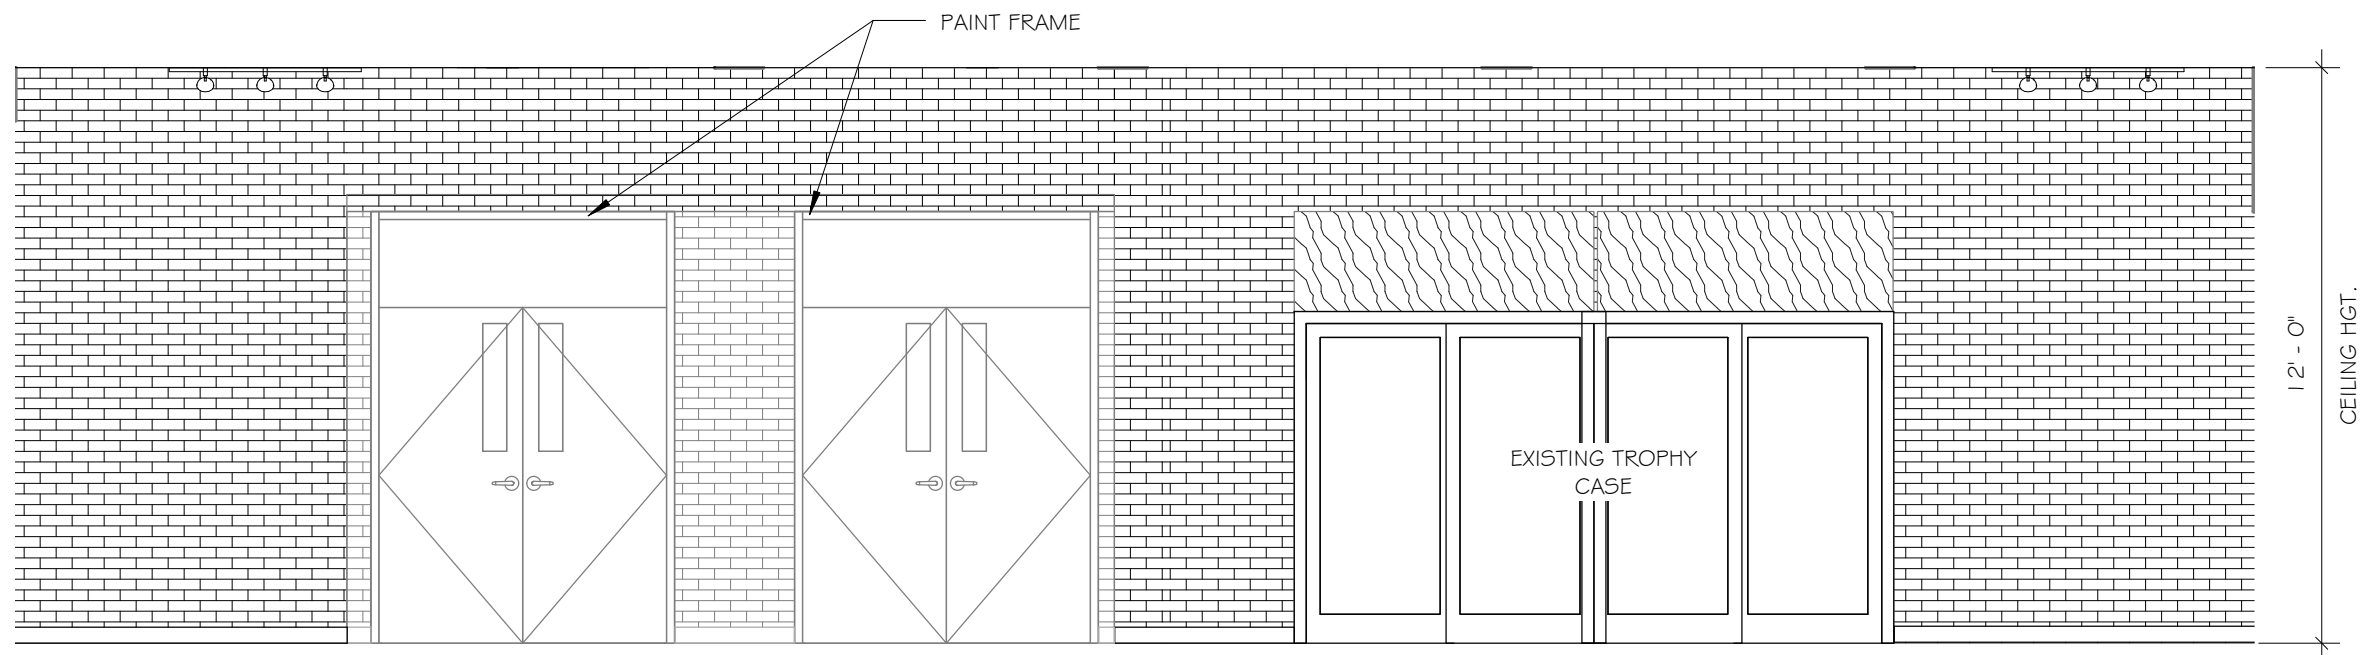 PAINT FRAME
EXISTING TROPHY
CASE
12'-0"
CEILING HGT.